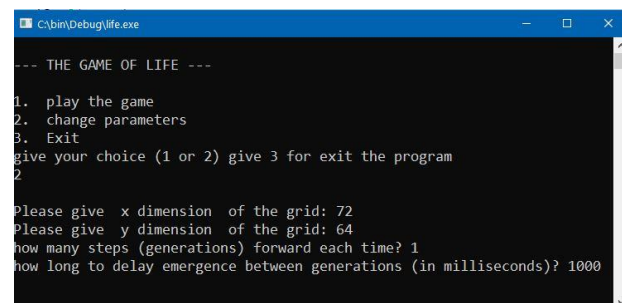 C:\bin\Debug\life.exe
--- THE GAME OF LIFE ---
1.  play the game
2.  change parameters
3.  Exit
give your choice (1 or 2) give 3 for exit the program
2
Please give  x dimension  of the grid: 72
Please give  y dimension  of the grid: 64
how many steps (generations) forward each time? 1
how long to delay emergence between generations (in milliseconds)? 1000